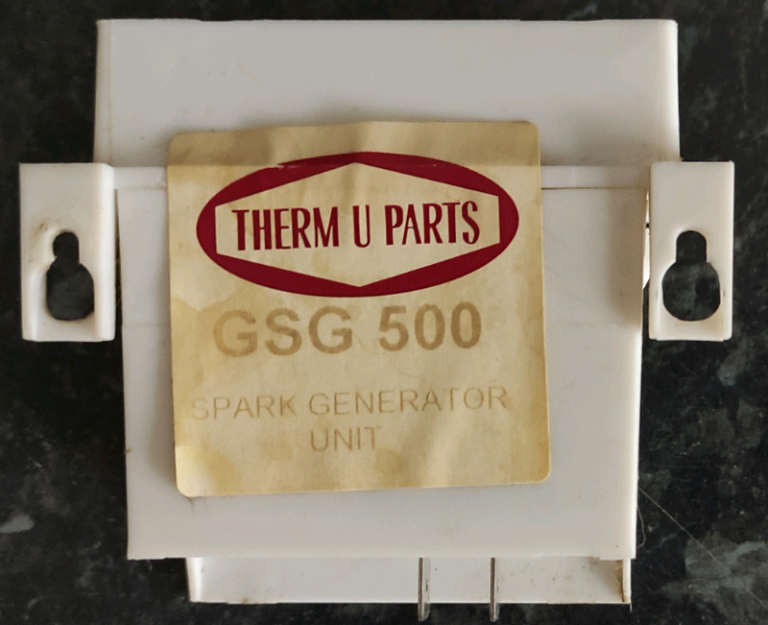 THERM U PARTS
GSG 500
SPARK GENERATOR
UNIT